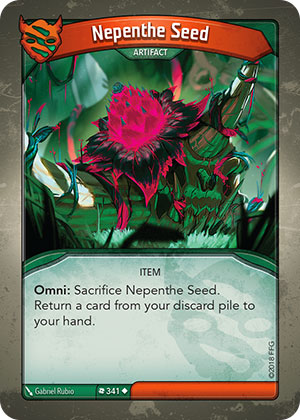 Nepenthe Seed
ARTIFACT
ITEM
Omni: Sacrifice Nepenthe Seed.
Return a card from your discard pile to
your hand.
©2018 FFG
Gabriel Rubio 341